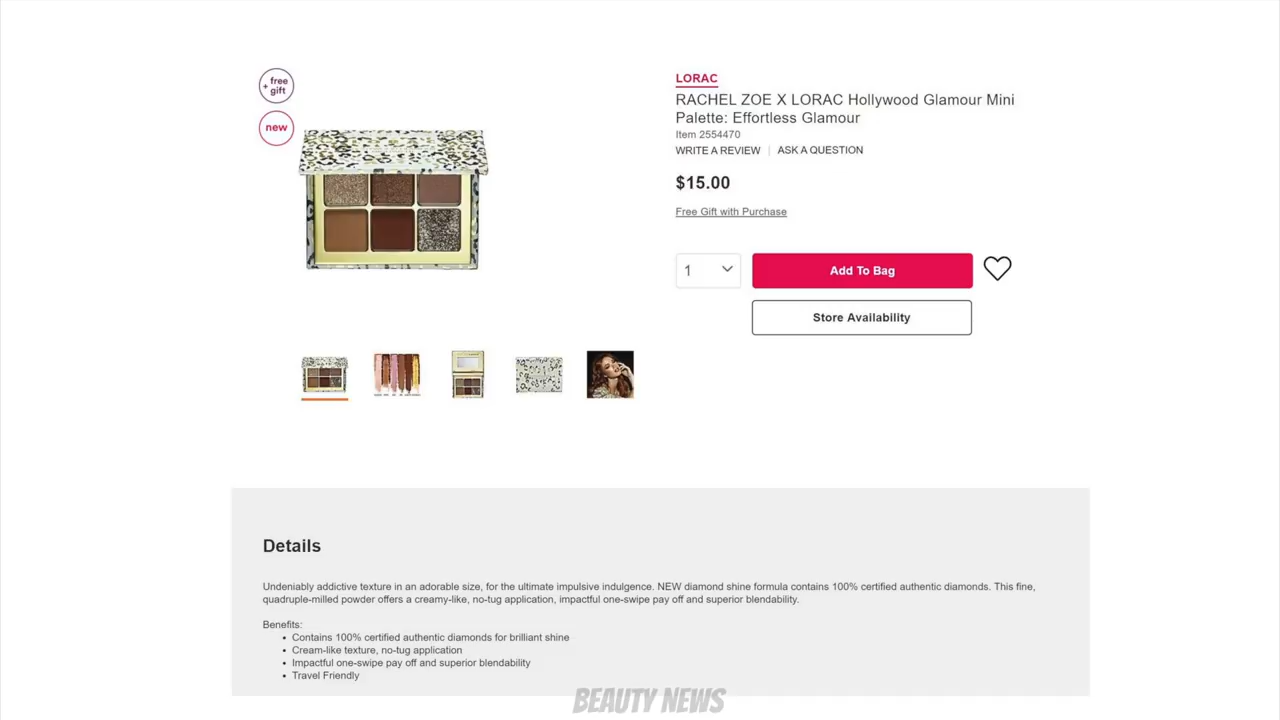 + free
gift
new
LORAC
RACHEL ZOE X LORAC Hollywood Glamour Mini
Palette: Effortless Glamour
Item 2554470
WRITE A REVIEW | ASK A QUESTION
$15.00
Free Gift with Purchase
1
Add To Bag
Store Availability
Details
Undeniably addictive texture in an adorable size, for the ultimate impulsive indulgence. NEW diamond shine formula contains 100% certified authentic diamonds. This fine,
quadruple-milled powder offers a creamy-like, no-tug application, impactful one-swipe pay off and superior blendability.
Benefits:
• Contains 100% certified authentic diamonds for brilliant shine
• Cream-like texture, no-tug application
• Impactful one-swipe pay off and superior blendability
• Travel Friendly
BEAUTY NEWS